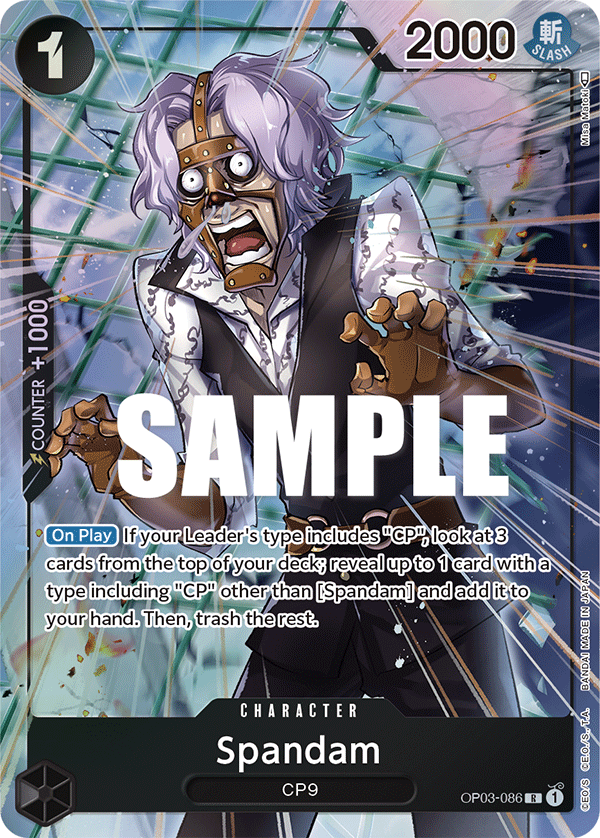 1
2000
斬
SLASH
Misa Matoki
COUNTER +1000
SAMPLE
On Play If your Leader's type includes "CP", look at 3
cards from the top of your deck; reveal up to 1 card with a
type including "CP" other than [Spandam] and add it to
your hand. Then, trash the rest.
CHARACTER
Spandam
CP9
OP03-086 R 1
©EO/S ©E.O./S., T.A. BANDAI MADE IN JAPAN